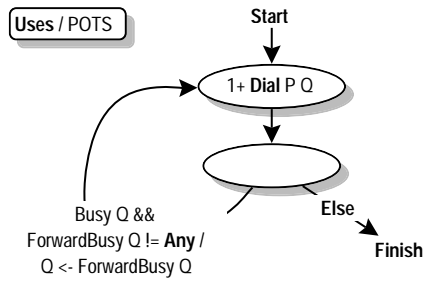 Uses / POTS
Start
1+ Dial P Q
Busy Q &&
ForwardBusy Q != Any /
Q <- ForwardBusy Q
Else
Finish